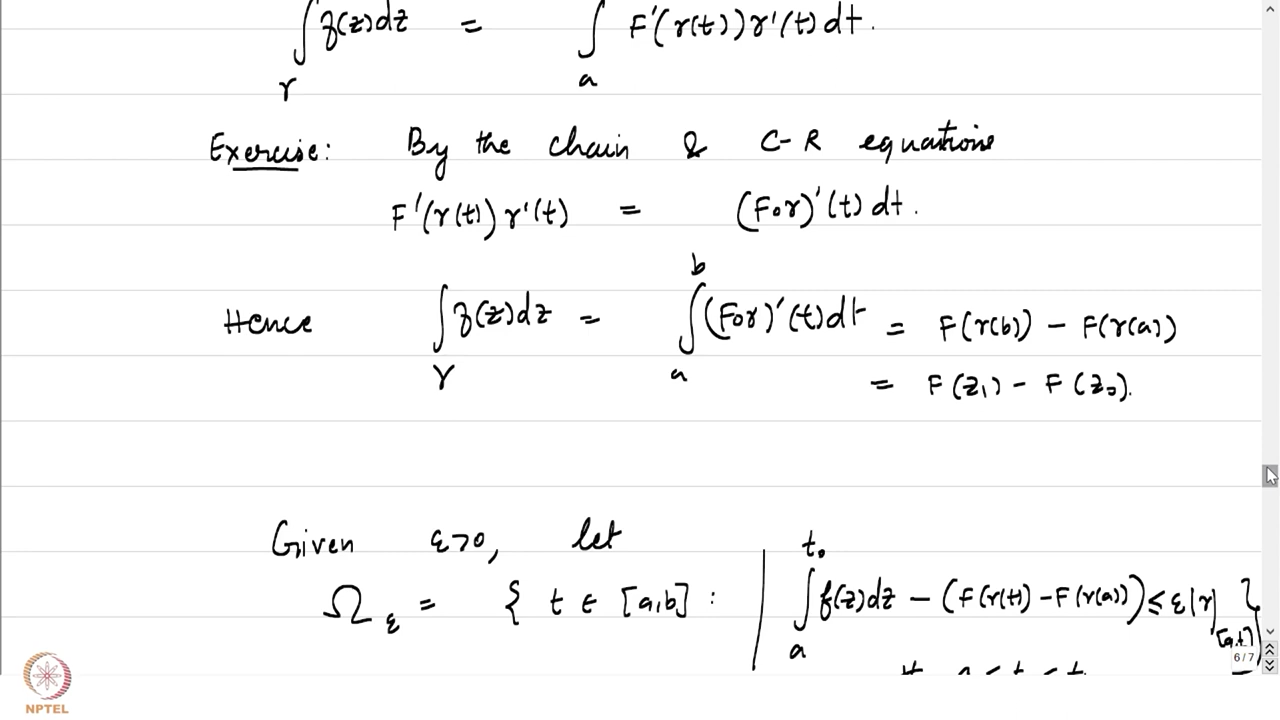 ∫_γ f(z)dz = ∫_a F'(γ(t))γ'(t)dt.
Exercise: By the chain & C-R equations
F'(γ(t))γ'(t) = (F∘γ)'(t)dt.
Hence ∫_γ f(z)dz = ∫_a^b (F∘γ)'(t)dt = F(γ(b)) - F(γ(a))
= F(z₁) - F(z₀).
Given ε>0, let
Ω_ε = { t ∈ [a,b] : | ∫_a^{t₀} f(z)dz - (F(γ(t)) - F(γ(a))) ≤ ε|γ|_{[a,t]} }
6/7
NPTEL